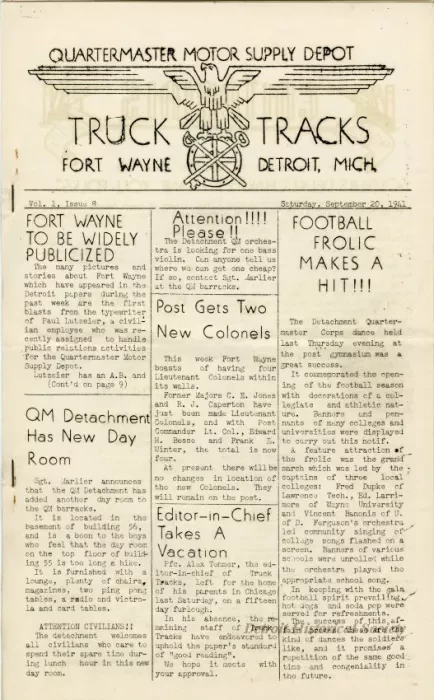 QUARTERMASTER MOTOR SUPPLY DEPOT
TRUCK TRACKS
FORT WAYNE DETROIT, MICH.
Vol. 1, Issue 8
Saturday, September 20, 1941
FORT WAYNE
TO BE WIDELY
PUBLICIZED
The many pictures and
stories about Fort Wayne
which have appeared in the
Detroit papers during the
past week are the first
blasts from the typewriter
of Paul Lutzeier, a civil-
ian employee who was re-
cently assigned to handle
public relations activities
for the Quartermaster Motor
Supply Depot.
Lutzeier has an A.B. and
(Cont'd on page 9)
QM Detachment
Has New Day
Room
Sgt. Marlier announces
that the QM Detachment has
added another day room to
the QM barracks.
It is located in the
basement of building 56,
and is a boon to the boys
who feel that the day room
on the top floor of build-
ing 55 is too long a hike.
It is furnished with a
lounge, plenty of chairs,
magazines, two ping pong
tables, a radio and victro-
la and card tables.
ATTENTION CIVILIANS!!
The detachment welcomes
all civilians who care to
spend their spare time dur-
ing lunch hour in this new
day room.
Attention!!!!
Please!!
The Detachment QM orches-
tra is looking for one bass
violin. Can anyone tell us
where we can get one cheap?
If so, contact Sgt. Marlier
at the QM barracks.
Post Gets Two
New Colonels
This week Fort Wayne
boasts of having four
Lieutenant Colonels within
its walls.
Former Majors C. E. Jones
and R. J. Caperton have
just been made Lieutenant
Colonels, and with Post
Commander Lt. Col., Edward
H. Besse and Frank E.
Winter, the total is now
four.
At present there will be
no changes in location of
the new Colonels. They
will remain on the post.
Editor-in-Chief
Takes A
Vacation
Pfc. Alex Tohmor, the ed-
itor-in-chief of Truck
Tracks, left for the home
of his parents in Chicago
last Saturday, on a fifteen
day furlough.
In his absence, the re-
maining staff of Truck
Tracks have endeavored to
uphold the paper's standard
of "good reading".
We hope it meets with
your approval.
FOOTBALL
FROLIC
MAKES A
HIT!!!
The Detachment Quarter-
master Corps dance held
last Thursday evening at
the post gymnasium was a
great success.
It commemorated the open-
ing of the football season
with decorations of a col-
legiate and athletic nat-
ure. Banners and pen-
nants of many colleges and
universities were displayed
to carry out this motif.
A feature attraction of
the frolic was the grand
march which was led by the
captains of three local
colleges: Fred Dupke of
Lawrence Tech., Ed. Larri-
more of Wayne University
and Vincent Banonis of U.
of D. Ferguson's orchestra
led community singing of
college songs flashed on a
screen. Banners of various
schools were unrolled while
the orchestra played the
appropriate school song.
In keeping with the gala
football spirit prevailing,
hot dogs and soda pop were
served for refreshments.
The success of this af-
kind of dances the soldiers
like, and it promises a
repetition of the same good
time and congeniality in
the future.